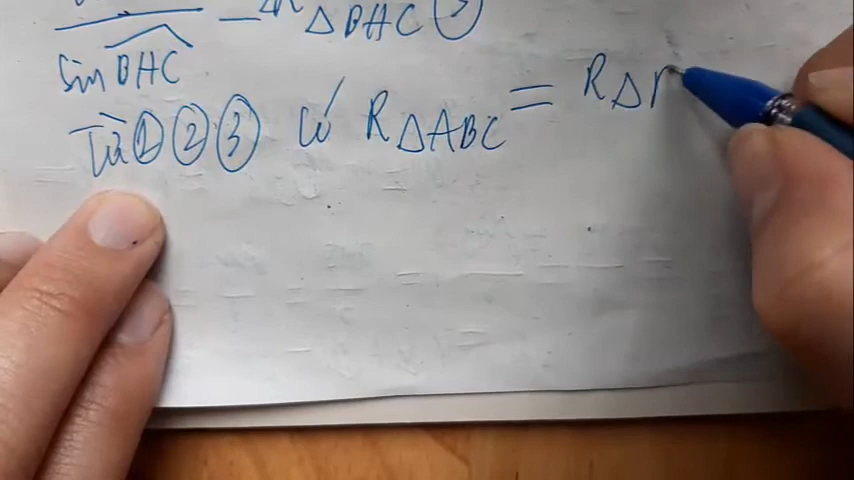 = 2R ΔBHC ③
sin BHC
Từ ① ② ③ có R ΔABC = R Δ